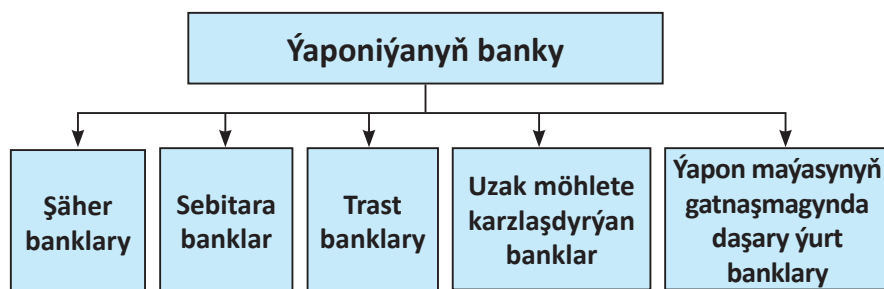 Ýaponiýanyň banky
Şäher
banklary
Sebitara
banklar
Trast
banklary
Uzak möhlete
karzlaşdyrýan
banklar
Ýapon maýasynyň
gatnaşmagynda
daşary ýurt
banklary